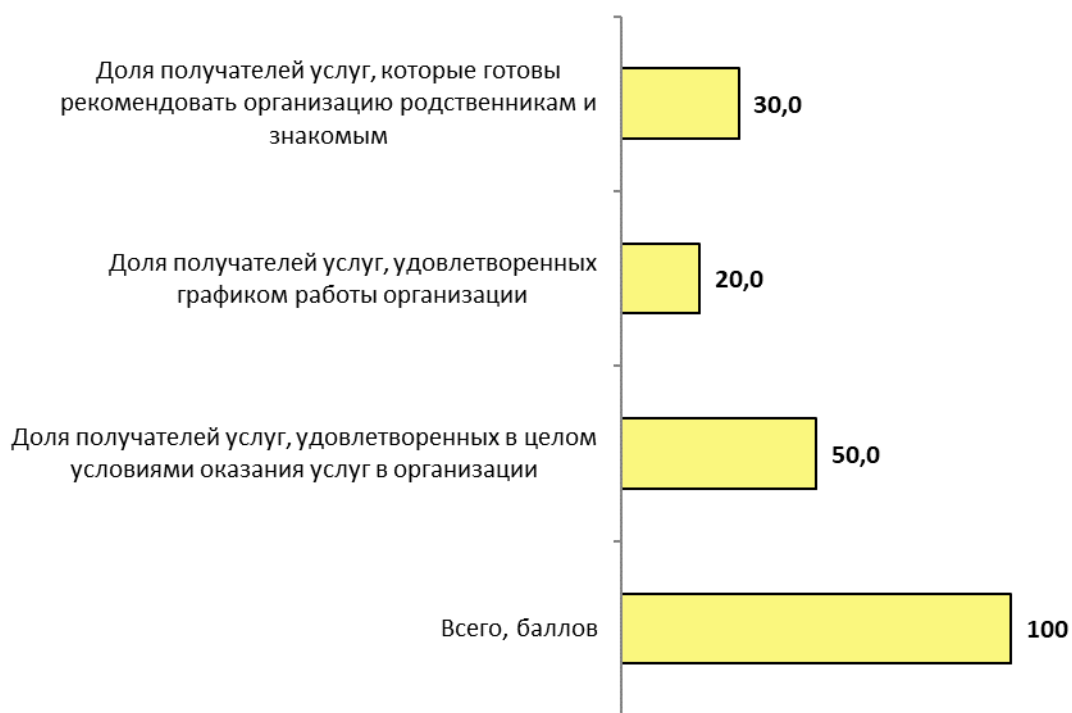 Доля получателей услуг, которые готовы
рекомендовать организацию родственникам и
знакомым
30,0
Доля получателей услуг, удовлетворенных
графиком работы организации
20,0
Доля получателей услуг, удовлетворенных в целом
условиями оказания услуг в организации
50,0
Всего, баллов
100